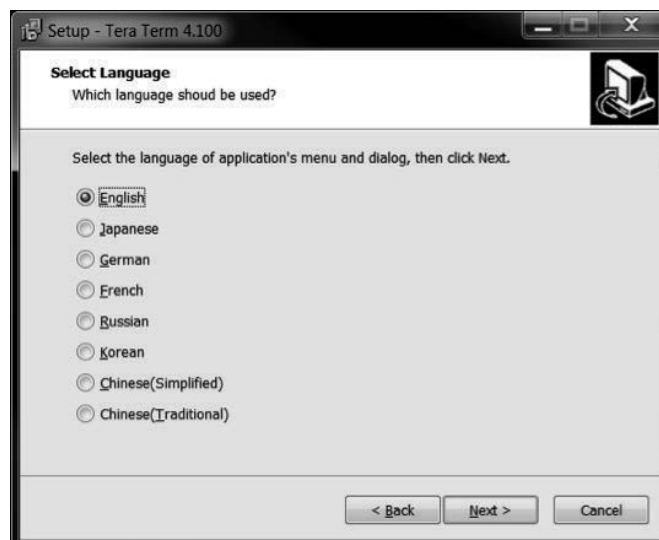 Setup - Tera Term 4.100
Select Language
Which language shoud be used?
Select the language of application's menu and dialog, then click Next.
English
Japanese
German
French
Russian
Korean
Chinese(Simplified)
Chinese(Traditional)
< Back Next > Cancel